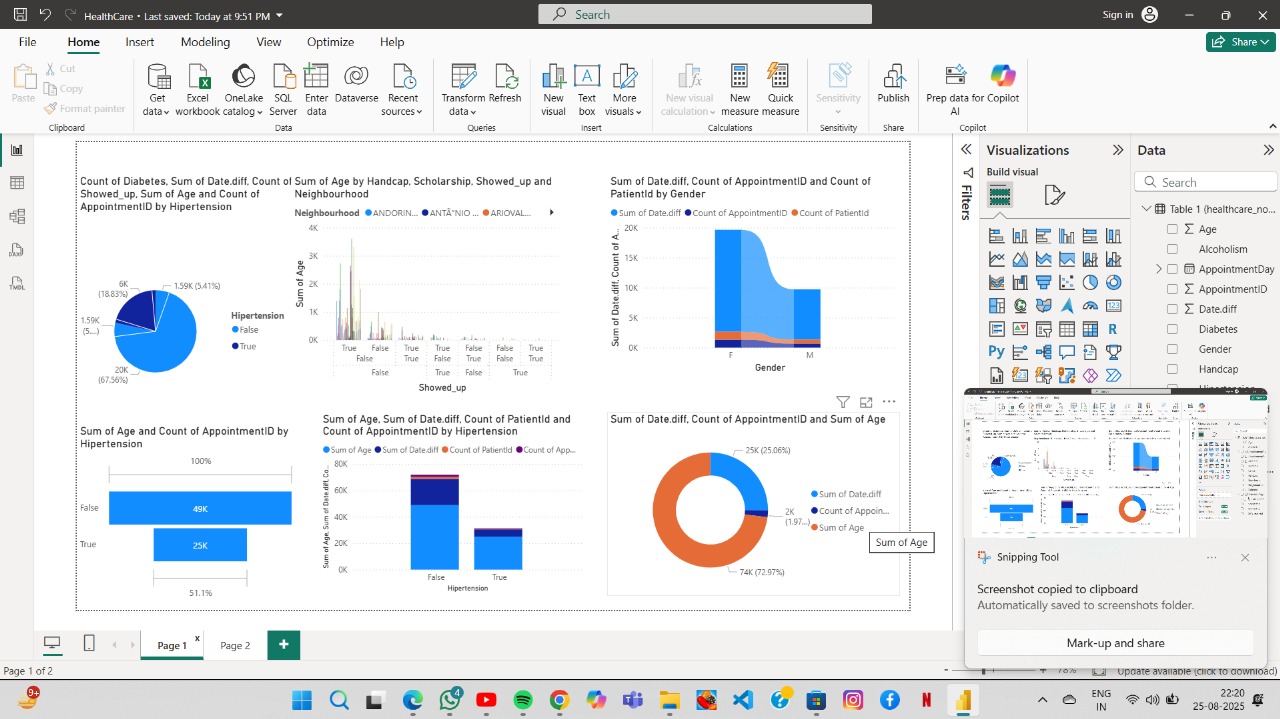 HealthCare • Last saved: Today at 9:51 PM
Search
Sign in
File Home Insert Modeling View Optimize Help
Share
Paste
Cut
Copy
Format painter
Clipboard
Get data
Excel workbook
OneLake catalog
SQL Server
Enter data
Dataverse
Recent sources
Data
Transform data
Refresh
Queries
New visual
Text box
More visuals
Insert
New visual calculation
New measure
Quick measure
Calculations
Sensitivity
Sensitivity
Publish
Share
Prep data for AI
Copilot
Copilot
Count of Diabetes, Sum of Date.diff, Count of
Showed_up, Sum of Age and Count of
AppointmentID by Hipertension
6K
(18.83%)
1.59K (5.41%)
1.59K
(5....)
20K
(67.56%)
Hipertension
False
True
Sum of Age by Handcap, Scholarship, Showed_up and
Neighbourhood
Neighbourhood ANDORIN... ANTÃ"NIO ... ARIOVAL...
4K
3K
2K
1K
0K
Sum of Age
True False True True False False True
False True False True False True
False True False True
Showed_up
Sum of Date.diff, Count of AppointmentID and Count of
PatientId by Gender
Sum of Date.diff Count of AppointmentID Count of PatientId
20K
15K
10K
5K
0K
Sum of Date.diff, Count of A...
F M
Gender
Sum of Age and Count of AppointmentID by
Hipertension
100%
False 49K
True 25K
51.1%
Sum of Age, Sum of Date.diff, Count of PatientId and
Count of AppointmentID by Hipertension
Sum of Age Sum of Date.diff Count of PatientId Count of App...
80K
60K
40K
20K
0K
Sum of Age, Sum of Date.diff, Co...
False True
Hipertension
Sum of Date.diff, Count of AppointmentID and Sum of Age
25K (25.06%)
2K
(1.97...)
74K (72.97%)
Sum of Date.diff
Count of Appoin...
Sum of Age
Sum of Age
Filters
Visualizations
Build visual
Data
Search
Table 1 (healthcare_no...
Age
Alcoholism
AppointmentDay
AppointmentID
Date.diff
Diabetes
Gender
Handcap
Snipping Tool
Screenshot copied to clipboard
Automatically saved to screenshots folder.
Mark-up and share
Page 1
Page 2
Page 1 of 2
78%
Update available (click to download)
9+
4
ENG
IN
22:20
25-08-2025